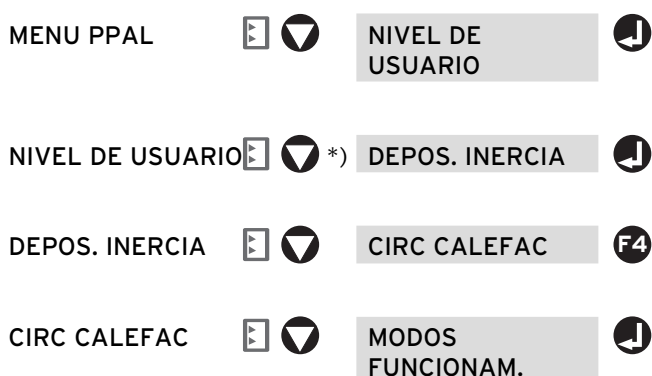 MENU PPAL NIVEL DE
USUARIO
NIVEL DE USUARIO *) DEPOS. INERCIA
DEPOS. INERCIA CIRC CALEFAC F4
CIRC CALEFAC MODOS
FUNCIONAM.